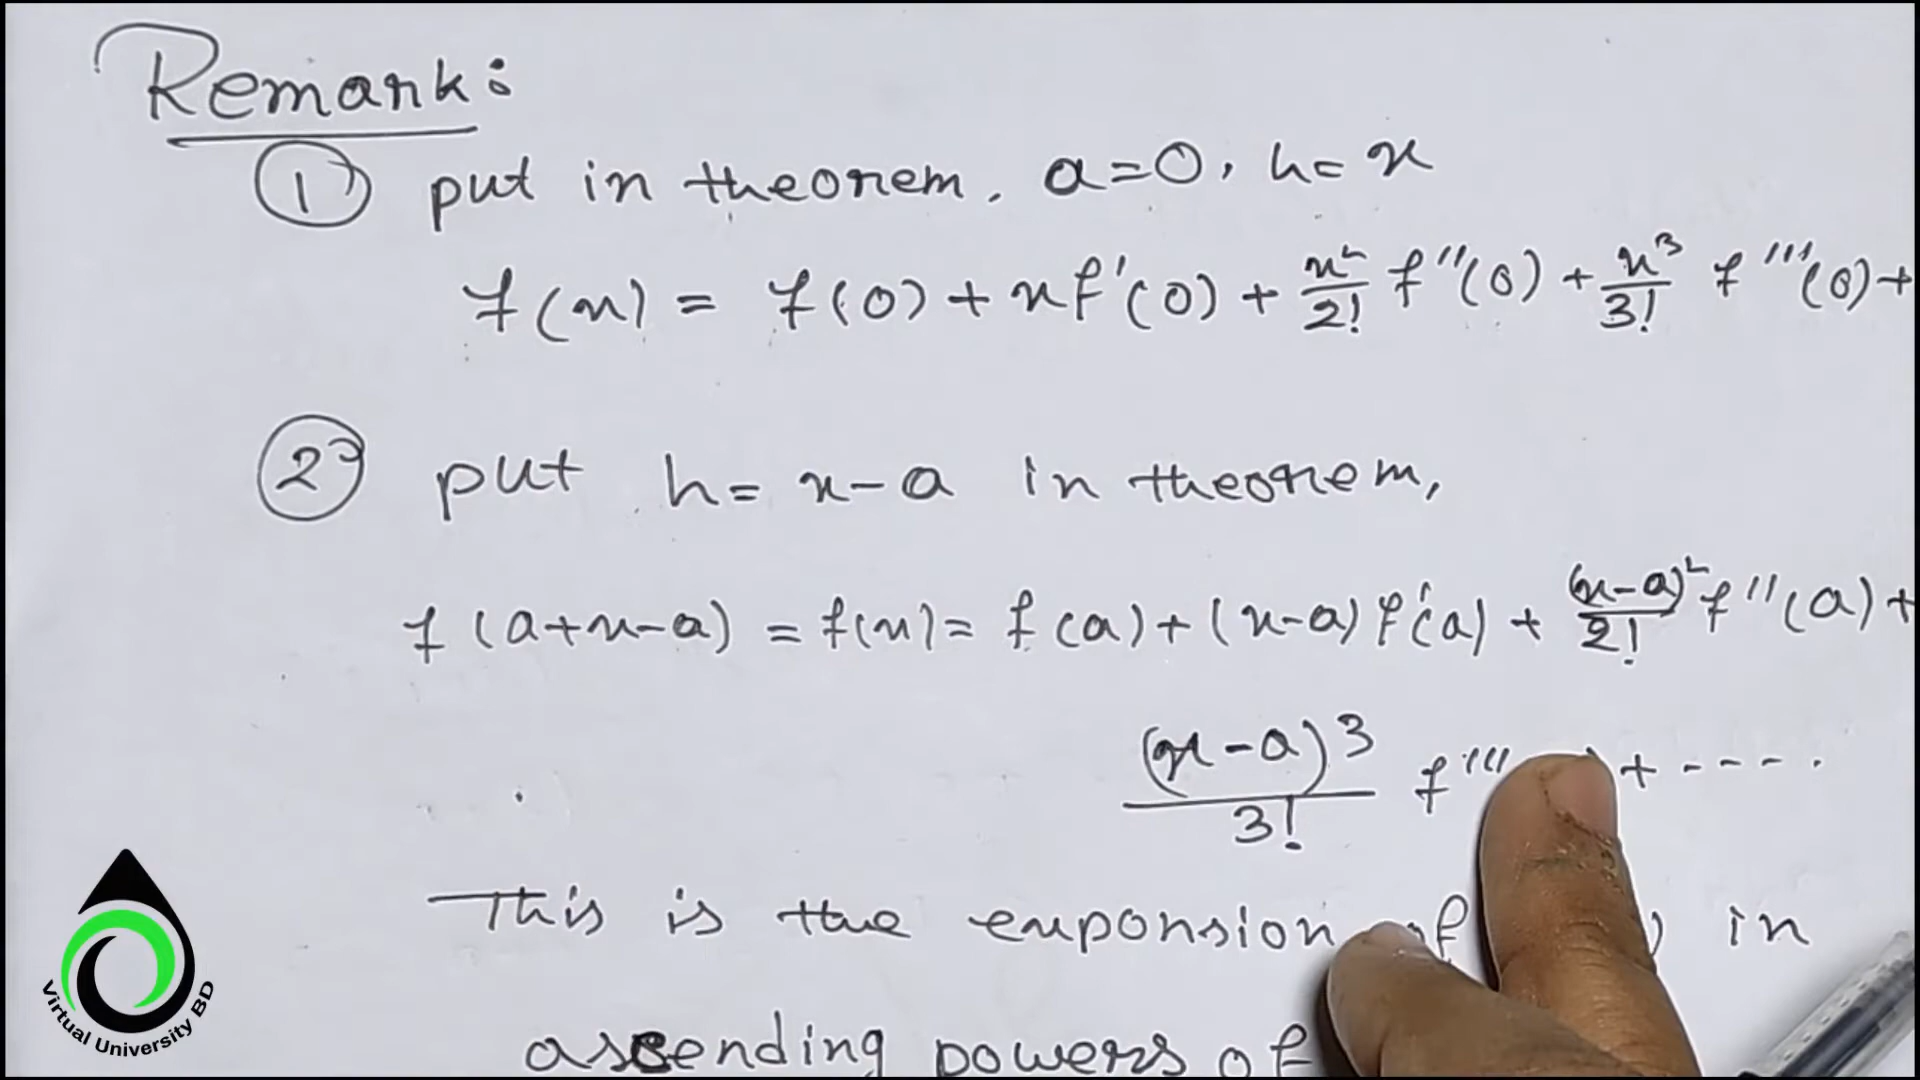 Remark:
① put in theorem, a=0, h= x
f(x) = f(0) + xf'(0) + x²/2! f''(0) + x³/3! f'''(0) +
② put h= x-a in theorem,
f(a+x-a) = f(x) = f(a) + (x-a) f'(a) + (x-a)²/2! f''(a) +
(x-a)³/3! f''' + ----.
This is the expansion of ) in
ascending powers of
Virtual University BD